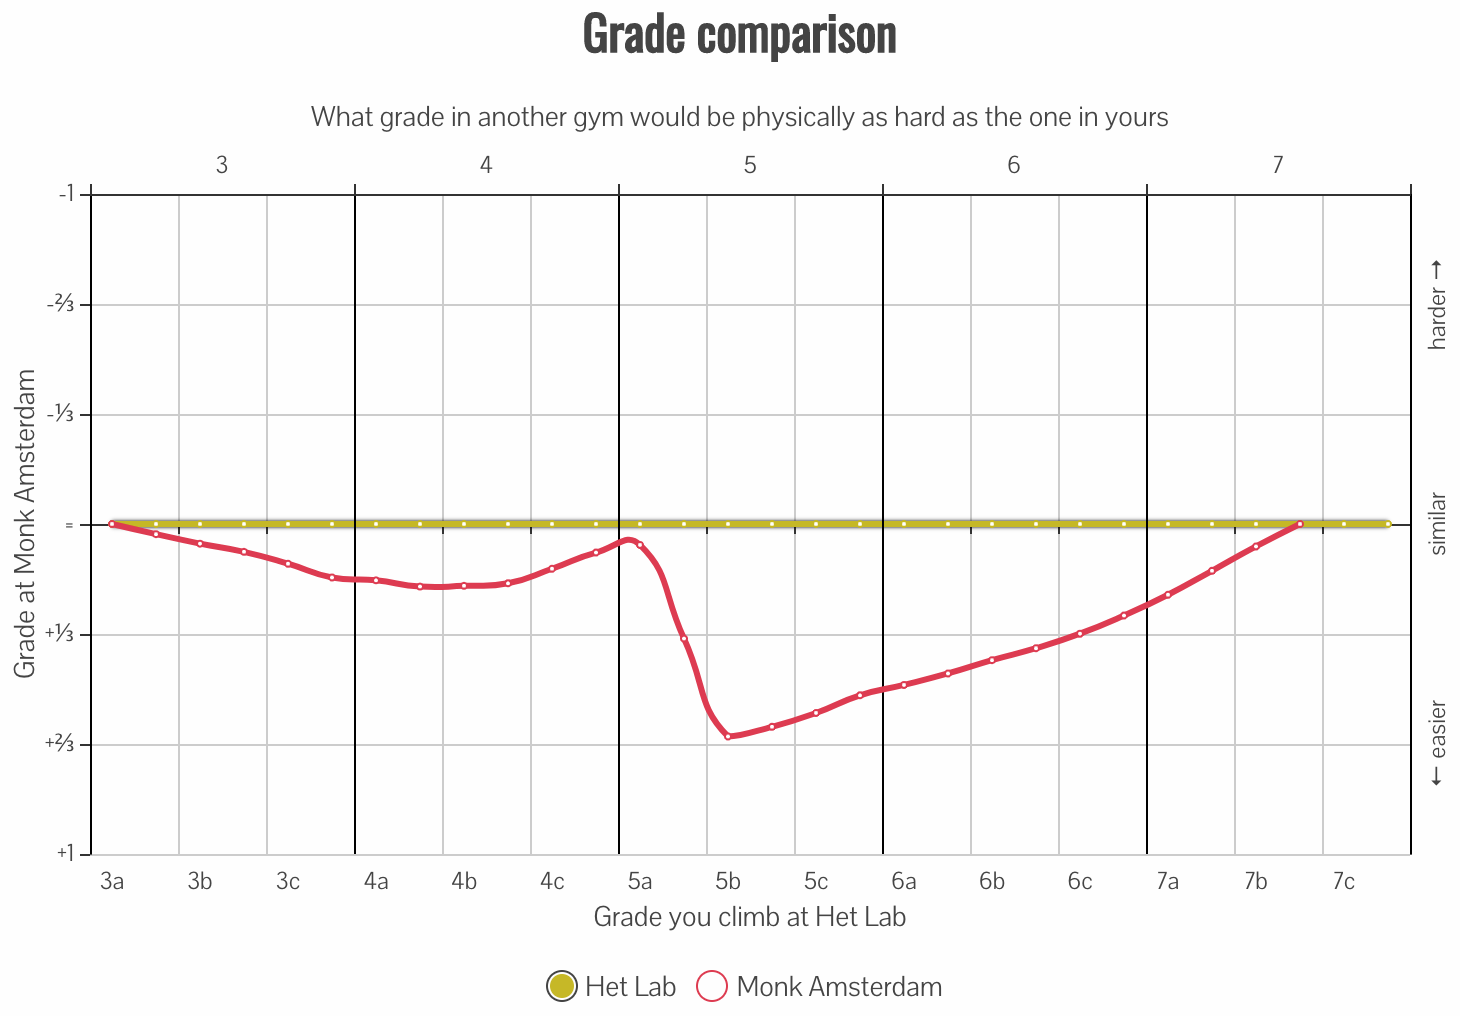 Grade comparison
What grade in another gym would be physically as hard as the one in yours
3 4 5 6 7
-1
-⅔
-⅓
=
+⅓
+⅔
+1
Grade at Monk Amsterdam
harder →
similar
← easier
3a 3b 3c 4a 4b 4c 5a 5b 5c 6a 6b 6c 7a 7b 7c
Grade you climb at Het Lab
Het Lab Monk Amsterdam